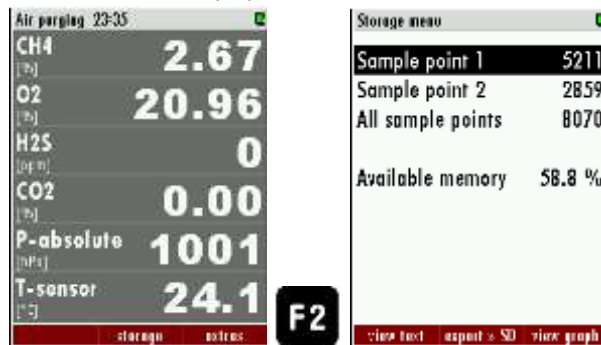 Air purging 23:35
CH4 2.67
[%]
O2 20.96
[%]
H2S 0
[ppm]
CO2 0.00
[%]
P-absolute 1001
[hPa]
T-sensor 24.1
[°C]
storage extras
F2
Storage menu
Sample point 1 5211
Sample point 2 2859
All sample points 8070
Available memory 58.8 %
view text export » SD view graph